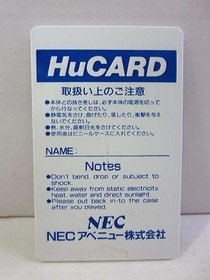 HuCARD
取扱い上のご注意
●本体との抜き差しは、必ず本体の電源を切って
から行なってください。
●静電気をさけ、曲げたり、落したり、衝撃を与え
ないでください。
●熱、水分、直射日光をさけてください。
●使用後はビニールケースに入れてください。
NAME:
Notes
●Don't bend, drop or subject to
shock.
●Keep away from static electricity,
heat, water and direct sunlight.
●Please put back in-to the case
after you played.
NEC
NECアベニュー株式会社